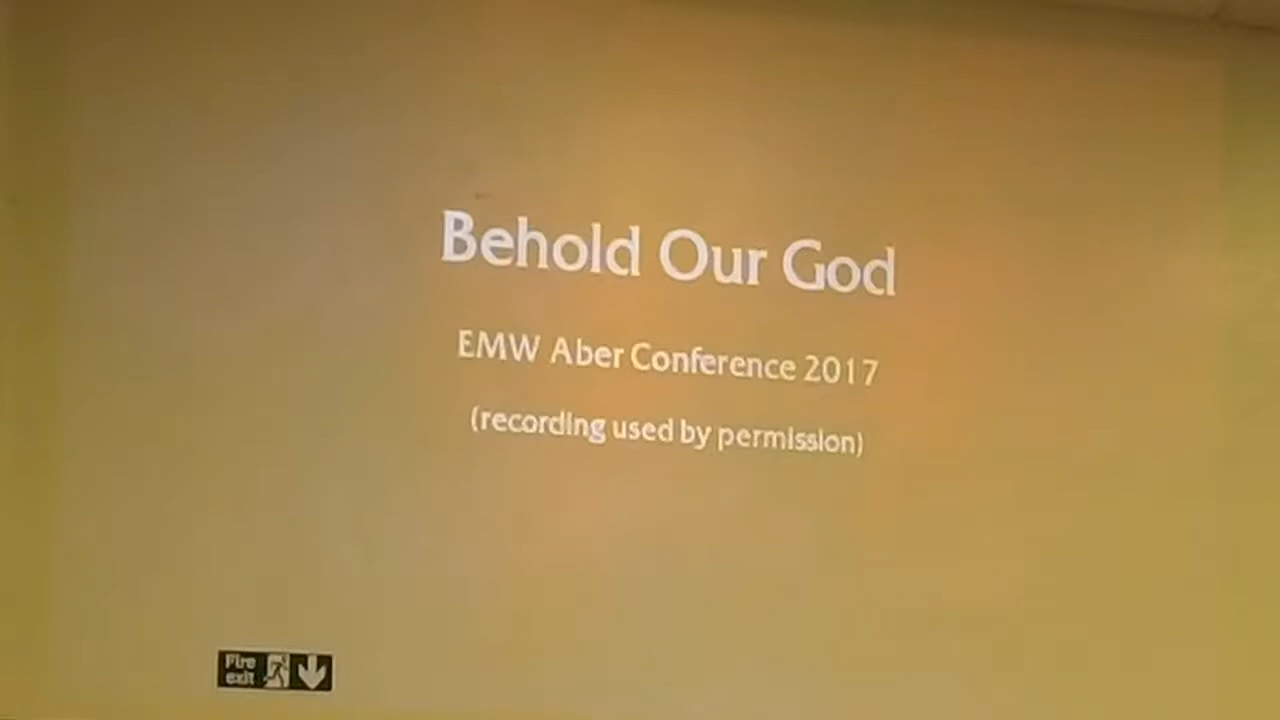 Behold Our God
EMW Aber Conference 2017
(recording used by permission)
Fire
exit